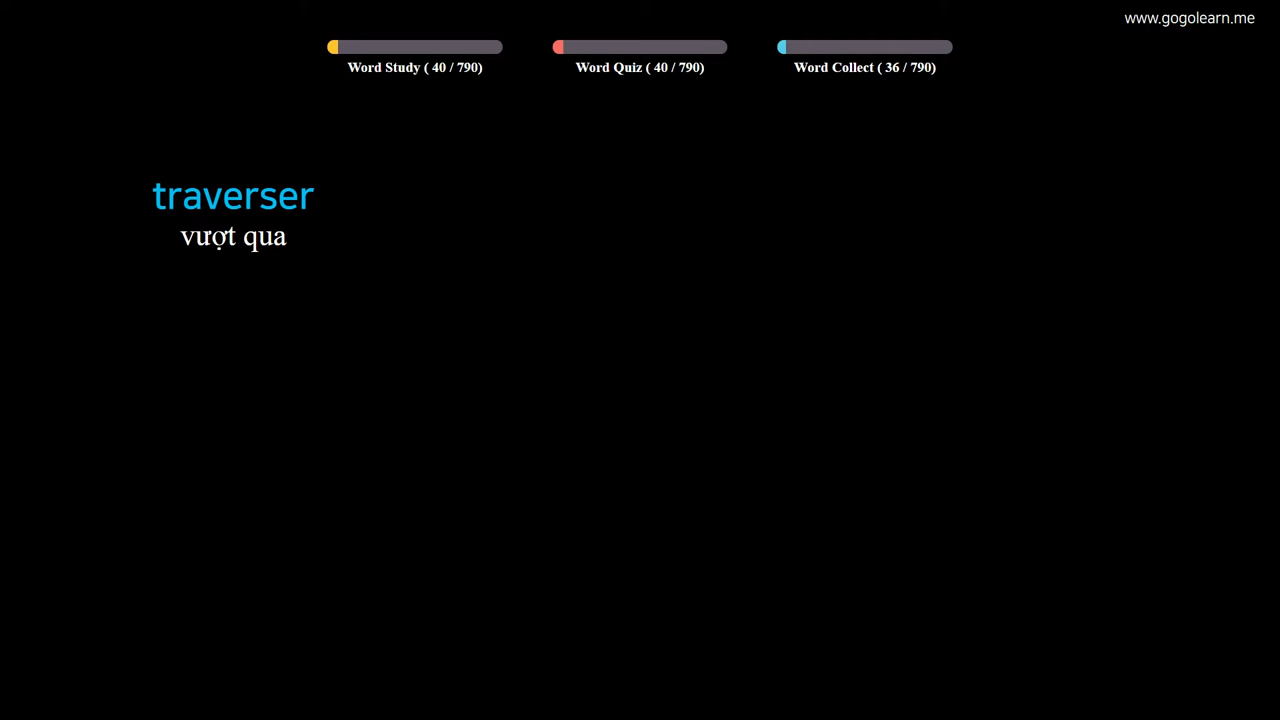 www.gogolearn.me
Word Study ( 40 / 790)
Word Quiz ( 40 / 790)
Word Collect ( 36 / 790)
traverser
vượt qua